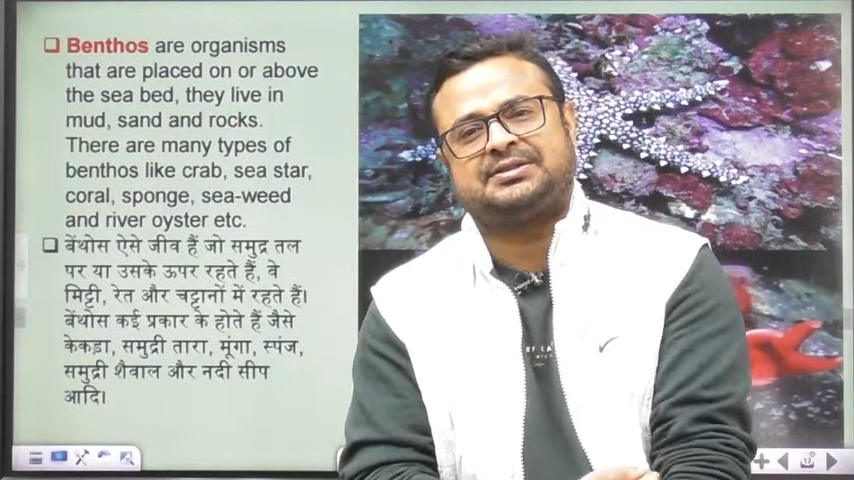 Benthos are organisms
that are placed on or above
the sea bed, they live in
mud, sand and rocks.
There are many types of
benthos like crab, sea star,
coral, sponge, sea-weed
and river oyster etc.
बेंथोस ऐसे जीव हैं जो समुद्र तल
पर या उसके ऊपर रहते हैं, वे
मिट्टी, रेत और चट्टानों में रहते हैं।
बेंथोस कई प्रकार के होते हैं जैसे
केकड़ा, समुद्री तारा, मूंगा, स्पंज,
समुद्री शैवाल और नदी सीप
आदि।
12